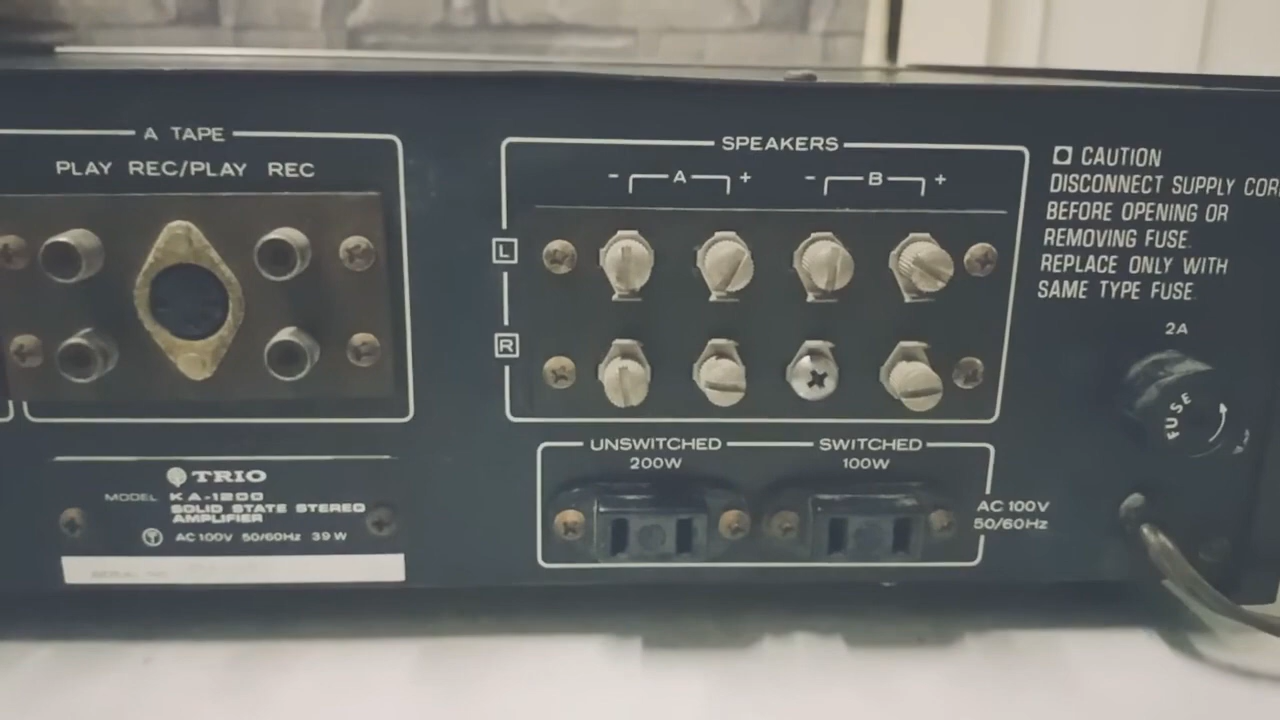 A TAPE
PLAY REC/PLAY REC
SPEAKERS
- A + - B +
L
R
CAUTION
DISCONNECT SUPPLY COR
BEFORE OPENING OR
REMOVING FUSE.
REPLACE ONLY WITH
SAME TYPE FUSE.
2A
FUSE
UNSWITCHED SWITCHED
200W 100W
AC 100V
50/60Hz
TRIO
MODEL KA-1200
SOLID STATE STEREO
AMPLIFIER
AC 100V 50/60Hz 39W